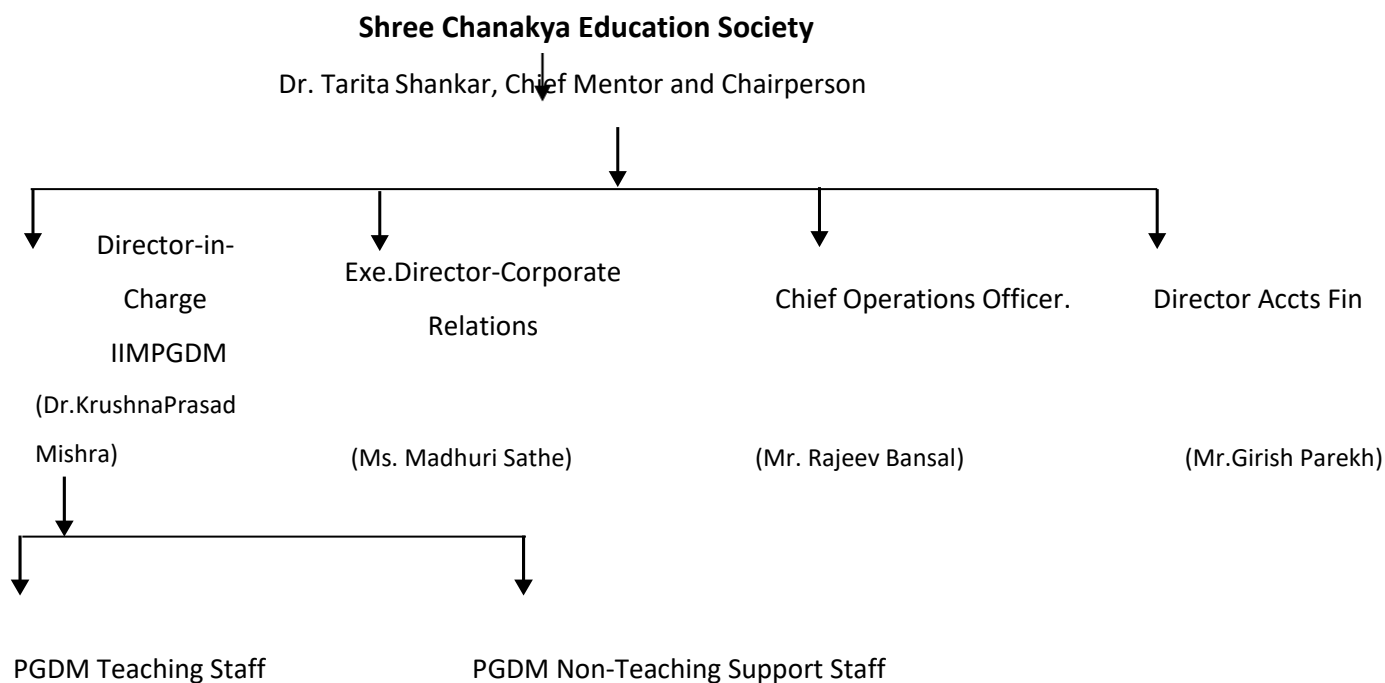 Shree Chanakya Education Society
Dr. Tarita Shankar, Chief Mentor and Chairperson
Director-in-
Charge
IIMPGDM
(Dr.KrushnaPrasad
Mishra)
Exe.Director-Corporate
Relations
(Ms. Madhuri Sathe)
Chief Operations Officer.
(Mr. Rajeev Bansal)
Director Accts Fin
(Mr.Girish Parekh)
PGDM Teaching Staff
PGDM Non-Teaching Support Staff